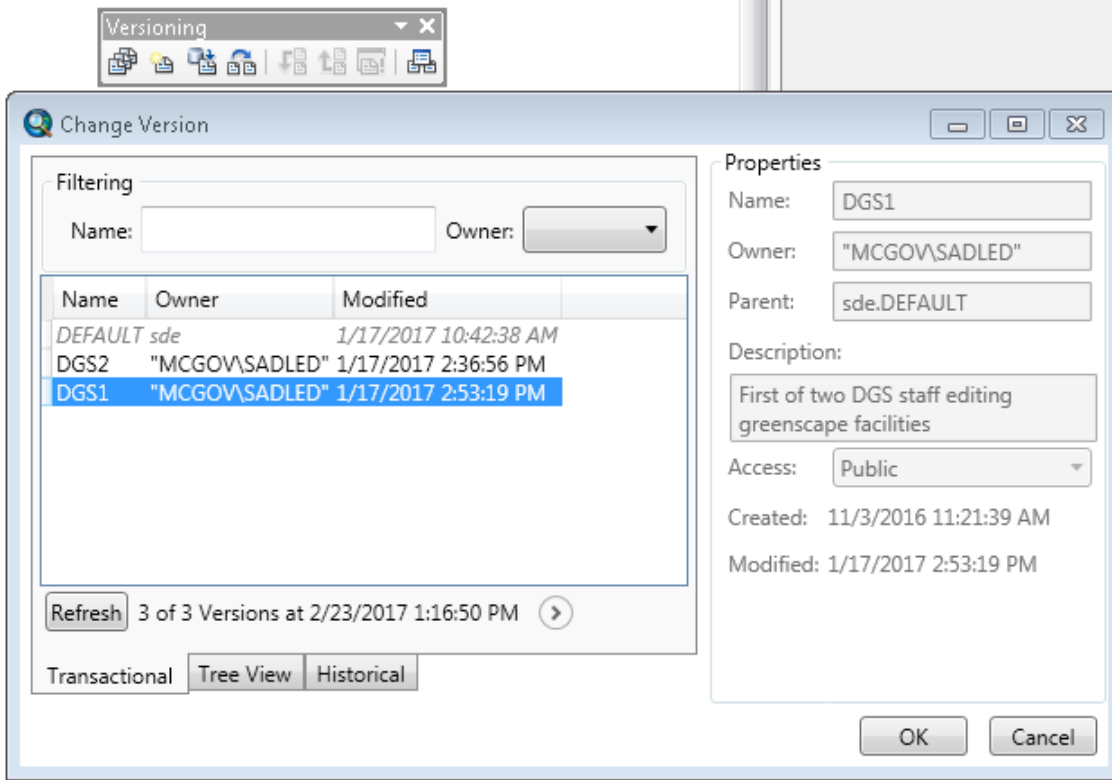 Versioning
Change Version
Filtering
Name:
Owner:
Name Owner Modified
DEFAULT sde 1/17/2017 10:42:38 AM
DGS2 "MCGOV\SADLED" 1/17/2017 2:36:56 PM
DGS1 "MCGOV\SADLED" 1/17/2017 2:53:19 PM
Refresh 3 of 3 Versions at 2/23/2017 1:16:50 PM
Transactional Tree View Historical
Properties
Name: DGS1
Owner: "MCGOV\SADLED"
Parent: sde.DEFAULT
Description:
First of two DGS staff editing
greenscape facilities
Access: Public
Created: 11/3/2016 11:21:39 AM
Modified: 1/17/2017 2:53:19 PM
OK Cancel